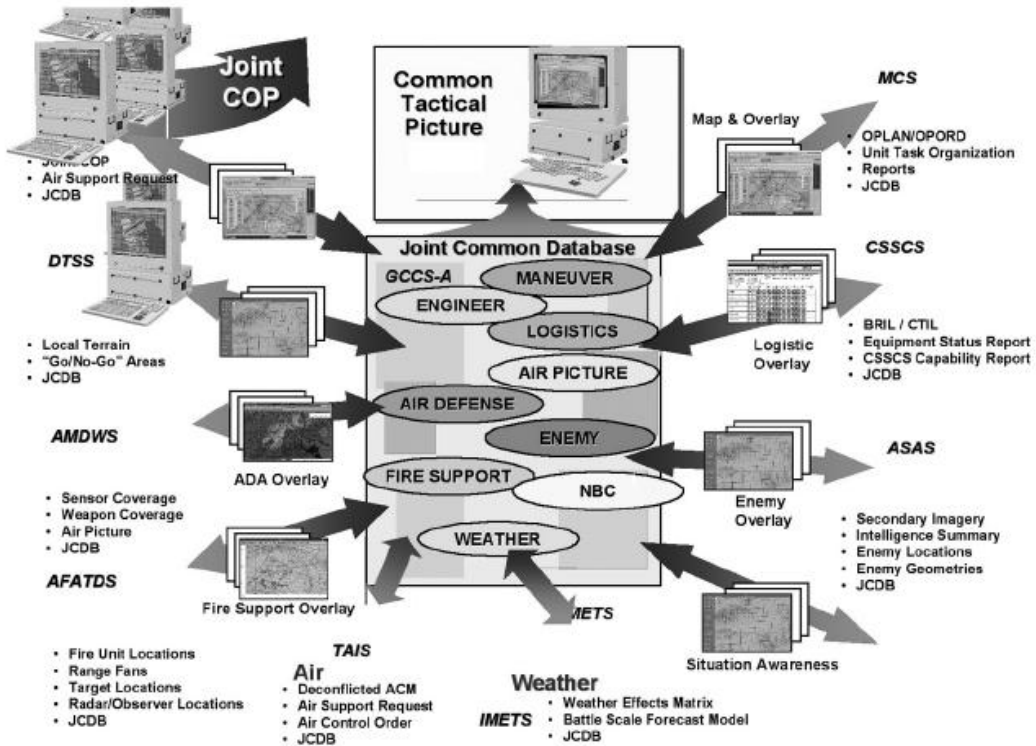 Joint
COP
Common
Tactical
Picture
MCS
Map & Overlay
• OPLAN/OPORD
• Unit Task Organization
• Reports
• JCDB
• Joint/COP
• Air Support Request
• JCDB
Joint Common Database
GCCS-A
MANEUVER
ENGINEER
LOGISTICS
AIR PICTURE
AIR DEFENSE
ENEMY
FIRE SUPPORT
NBC
WEATHER
DTSS
• Local Terrain
• “Go/No-Go” Areas
• JCDB
CSSCS
Logistic
Overlay
• BRIL / CTIL
• Equipment Status Report
• CSSCS Capability Report
• JCDB
AMDWS
ADA Overlay
• Sensor Coverage
• Weapon Coverage
• Air Picture
• JCDB
ASAS
Enemy
Overlay
• Secondary Imagery
• Intelligence Summary
• Enemy Locations
• Enemy Geometries
• JCDB
AFATDS
Fire Support Overlay
• Fire Unit Locations
• Range Fans
• Target Locations
• Radar/Observer Locations
• JCDB
TAIS
Air
• Deconflicted ACM
• Air Support Request
• Air Control Order
• JCDB
METS
Weather
IMETS
• Weather Effects Matrix
• Battle Scale Forecast Model
• JCDB
Situation Awareness